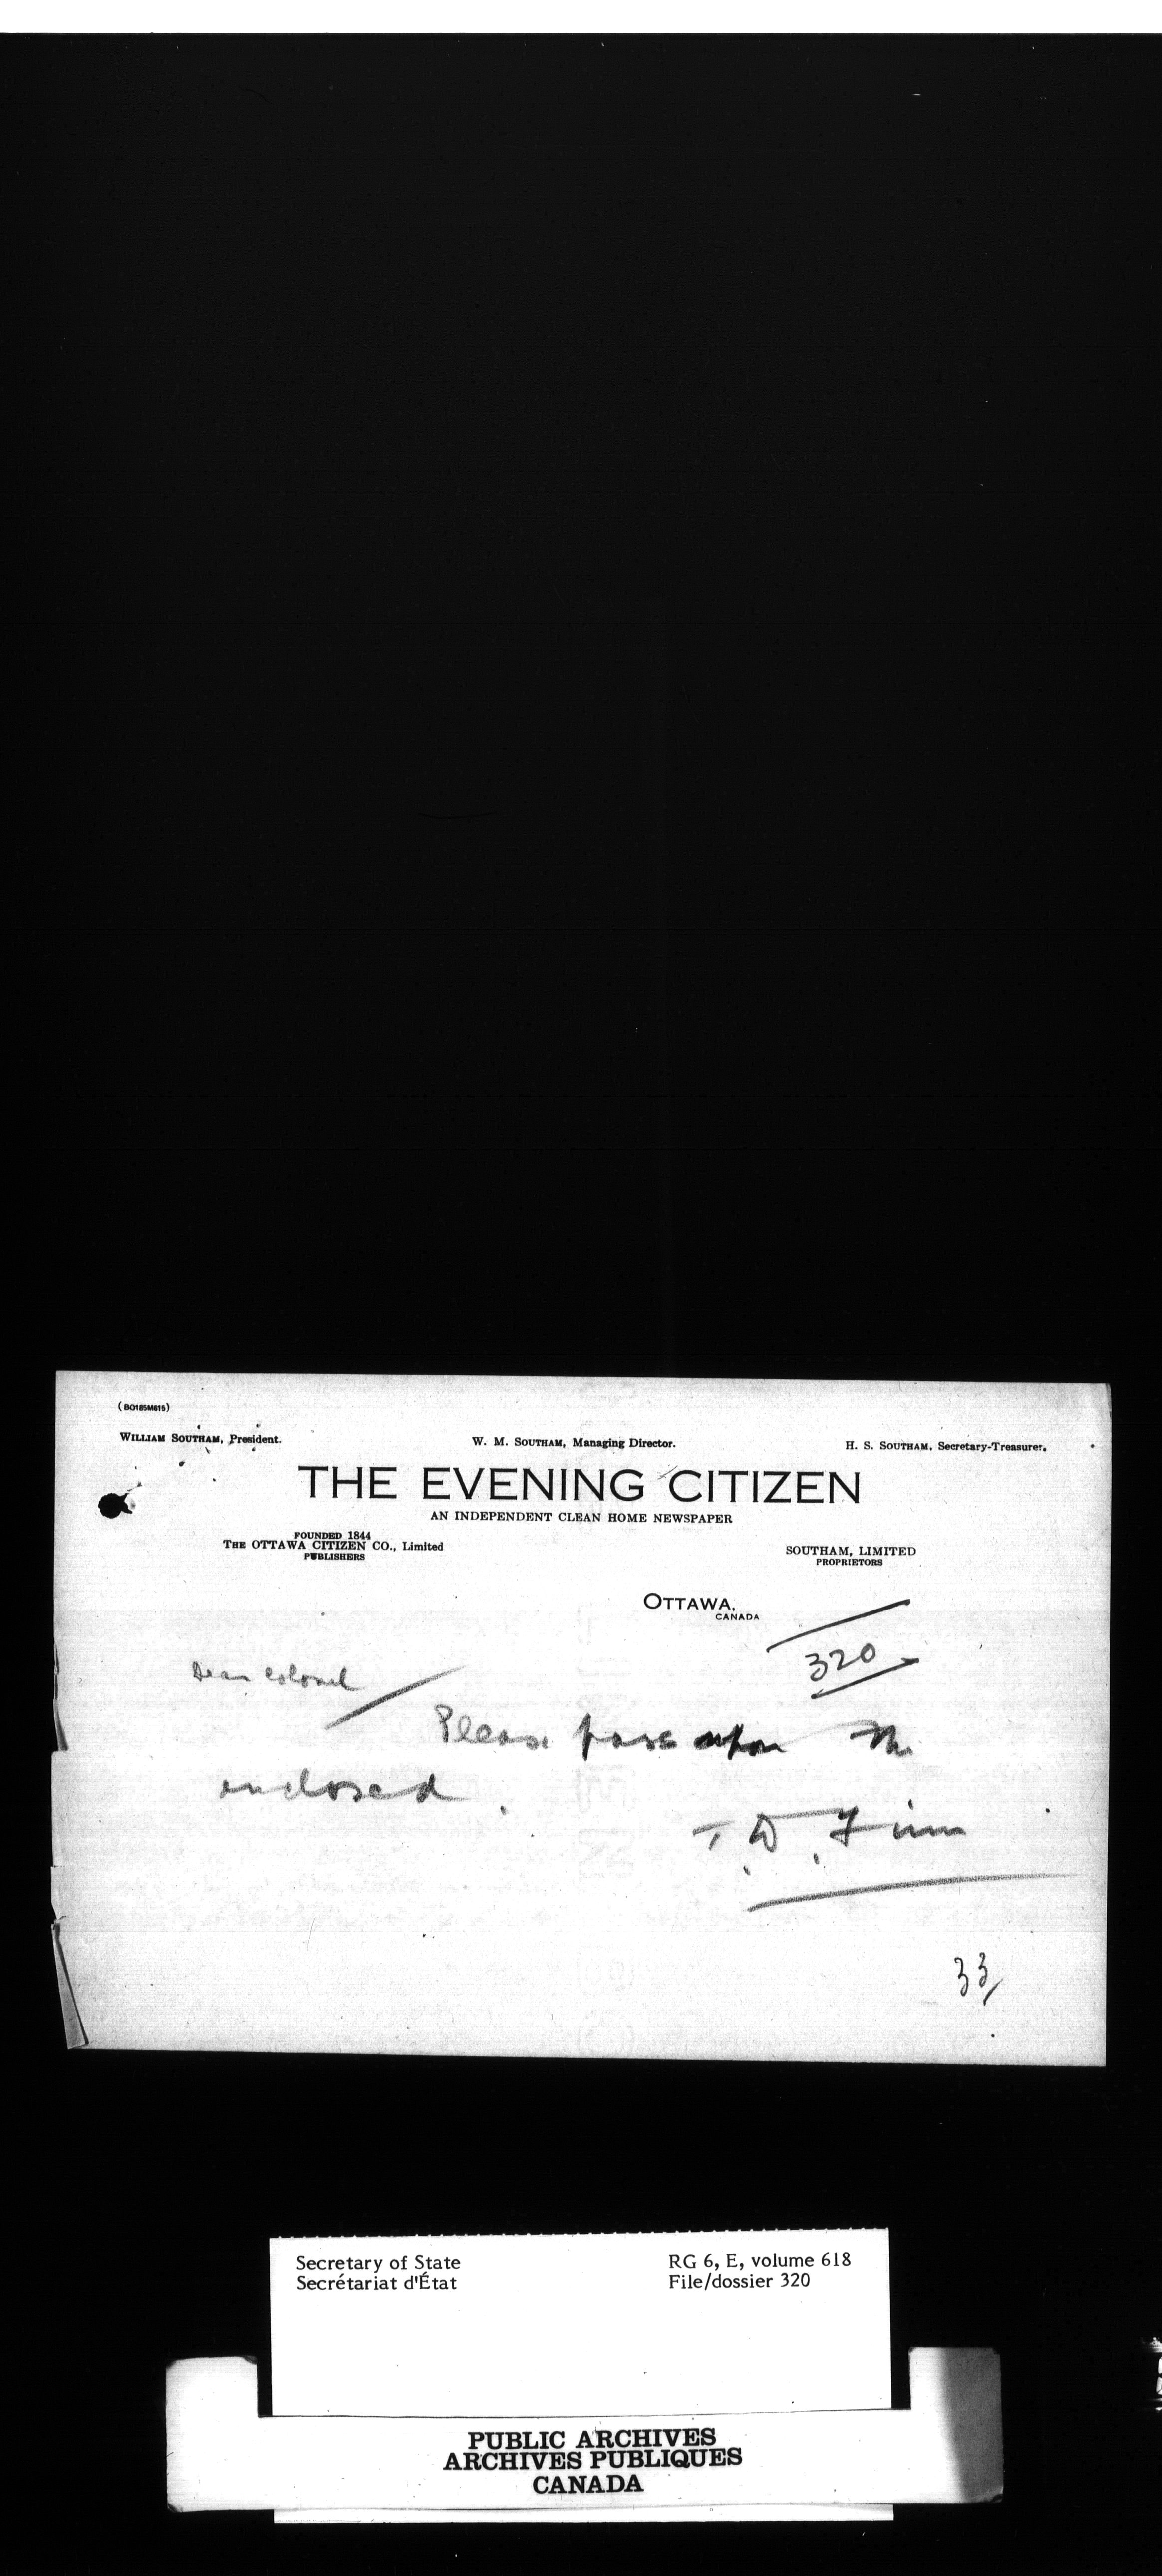 (BO185M615)
WILLIAM SOUTHAM, President. W. M. SOUTHAM, Managing Director. H. S. SOUTHAM, Secretary-Treasurer.
THE EVENING CITIZEN
AN INDEPENDENT CLEAN HOME NEWSPAPER
FOUNDED 1844
THE OTTAWA CITIZEN CO., Limited
PUBLISHERS
SOUTHAM, LIMITED
PROPRIETORS
OTTAWA,
CANADA
320
Dear Colonel
Please pass upon the
enclosed.
T. D. Finn
33
Secretary of State
Secrétariat d'État
RG 6, E, volume 618
File/dossier 320
PUBLIC ARCHIVES
ARCHIVES PUBLIQUES
CANADA